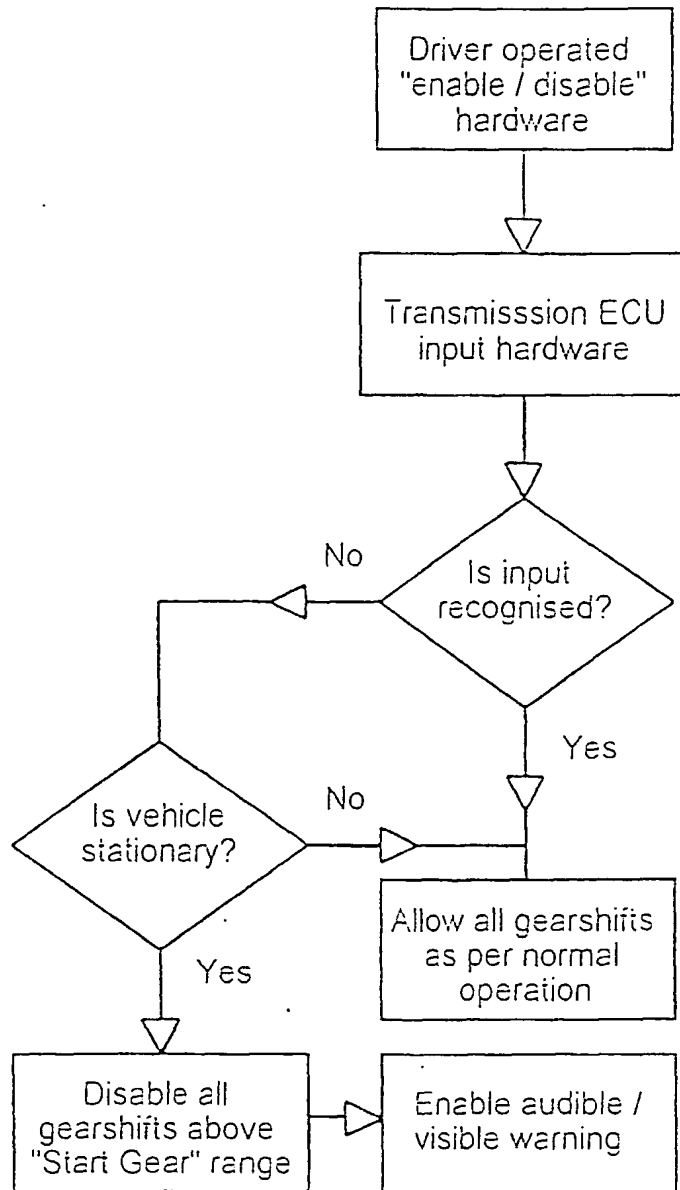 Driver operated
"enable / disable"
hardware
Transmisssion ECU
input hardware
Is input
recognised?
No
Yes
Is vehicle
stationary?
No
Yes
Allow all gearshifts
as per normal
operation
Disable all
gearshifts above
"Start Gear" range
Enable audible /
visible warning